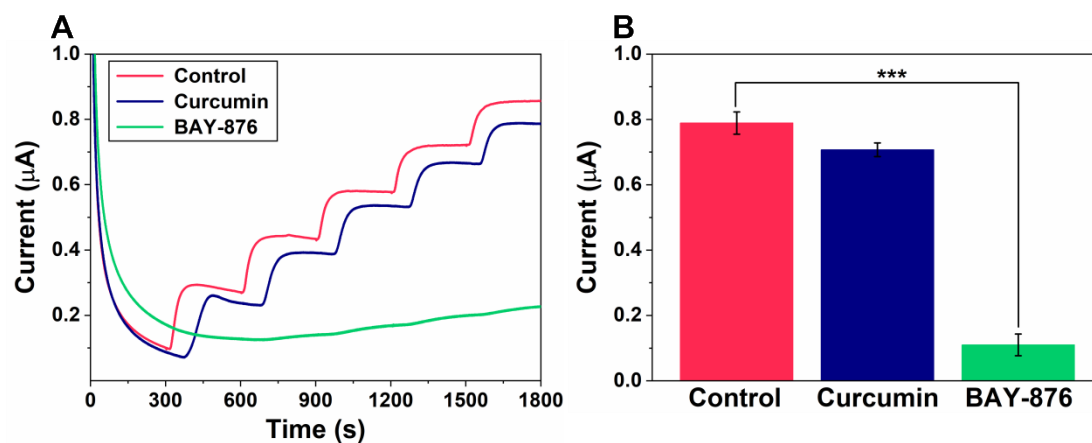 A
Current (μA)
1.0
0.8
0.6
0.4
0.2
Control
Curcumin
BAY-876
0 300 600 900 1200 1500 1800
Time (s)
B
Current (μA)
1.0
0.8
0.6
0.4
0.2
0.0
***
Control Curcumin BAY-876